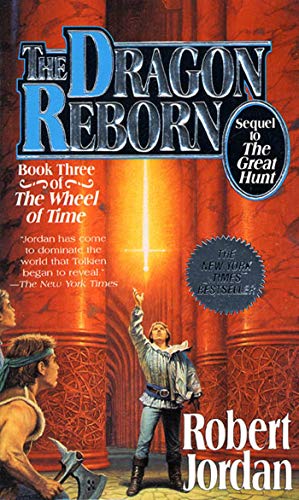 THE DRAGON
REBORN
Sequel
to
The
Great
Hunt
Book Three
of
The Wheel
of Time
"Jordan has come
to dominate
the world that Tolkien
began to reveal."
—The New York Times
THE
NEW YORK
TIMES
BESTSELLER
Robert
Jordan